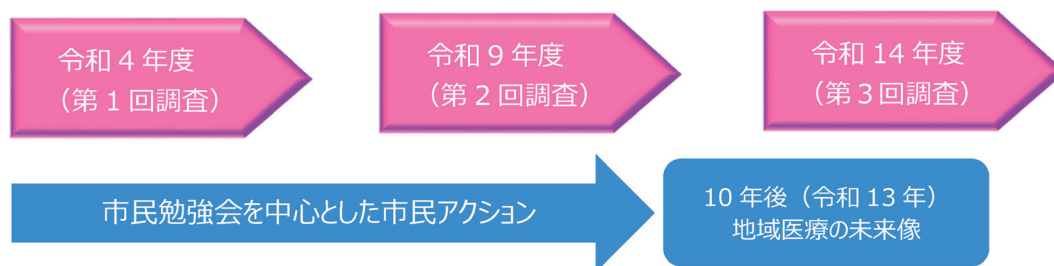 令和 4 年度
（第 1 回調査）
令和 9 年度
（第 2 回調査）
令和 14 年度
（第 3 回調査）
市民勉強会を中心とした市民アクション
10 年後（令和 13 年）
地域医療の未来像